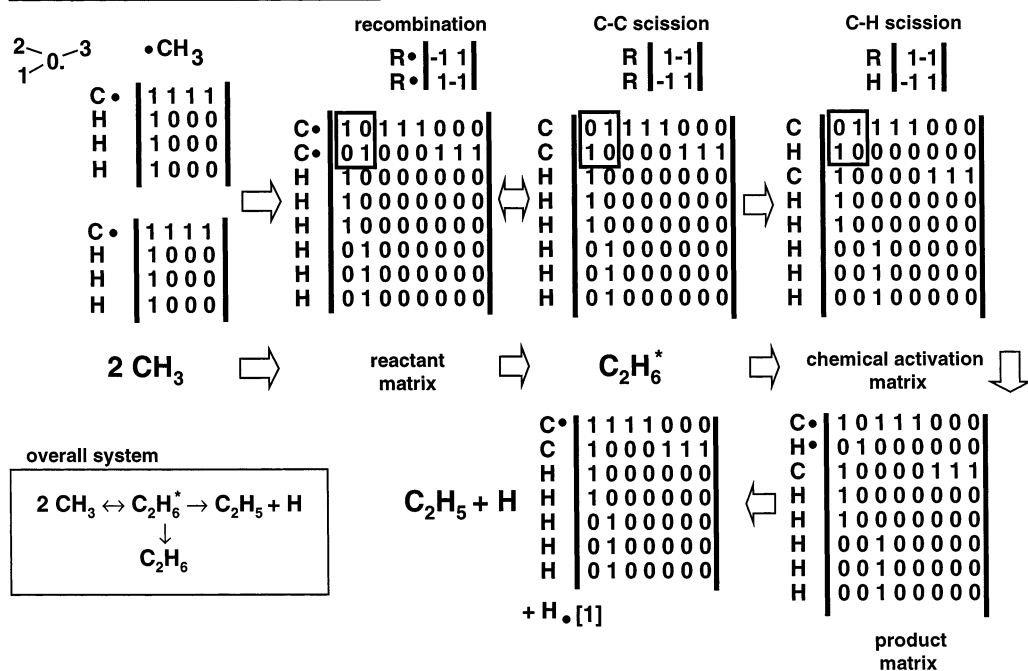 2 3
0.
1
•CH3
C• 1 1 1 1
H 1 0 0 0
H 1 0 0 0
H 1 0 0 0
C• 1 1 1 1
H 1 0 0 0
H 1 0 0 0
H 1 0 0 0
recombination
R• -1 1
R• 1-1
C• 1 0 1 1 1 0 0 0
C• 0 1 0 0 0 1 1 1
H 1 0 0 0 0 0 0 0
H 1 0 0 0 0 0 0 0
H 1 0 0 0 0 0 0 0
H 0 1 0 0 0 0 0 0
H 0 1 0 0 0 0 0 0
H 0 1 0 0 0 0 0 0
C-C scission
R 1-1
R -1 1
C 0 1 1 1 1 0 0 0
C 1 0 0 0 0 1 1 1
H 1 0 0 0 0 0 0 0
H 1 0 0 0 0 0 0 0
H 1 0 0 0 0 0 0 0
H 0 1 0 0 0 0 0 0
H 0 1 0 0 0 0 0 0
H 0 1 0 0 0 0 0 0
C-H scission
R 1-1
H -1 1
C 0 1 1 1 1 0 0 0
H 1 0 0 0 0 0 0 0
C 1 0 0 0 0 1 1 1
H 1 0 0 0 0 0 0 0
H 1 0 0 0 0 0 0 0
H 0 0 1 0 0 0 0 0
H 0 0 1 0 0 0 0 0
H 0 0 1 0 0 0 0 0
2 CH3
reactant
matrix
C2H6*
chemical activation
matrix
C• 1 0 1 1 1 0 0 0
H• 0 1 0 0 0 0 0 0
C 1 0 0 0 0 1 1 1
H 1 0 0 0 0 0 0 0
H 1 0 0 0 0 0 0 0
H 0 0 1 0 0 0 0 0
H 0 0 1 0 0 0 0 0
H 0 0 1 0 0 0 0 0
product
matrix
C• 1 1 1 1 0 0 0
C 1 0 0 0 1 1 1
H 1 0 0 0 0 0 0
H 1 0 0 0 0 0 0
H 0 1 0 0 0 0 0
H 0 1 0 0 0 0 0
H 0 1 0 0 0 0 0
+ H• [1]
C2H5 + H
overall system
2 CH3 ↔ C2H6* → C2H5 + H
↓
C2H6